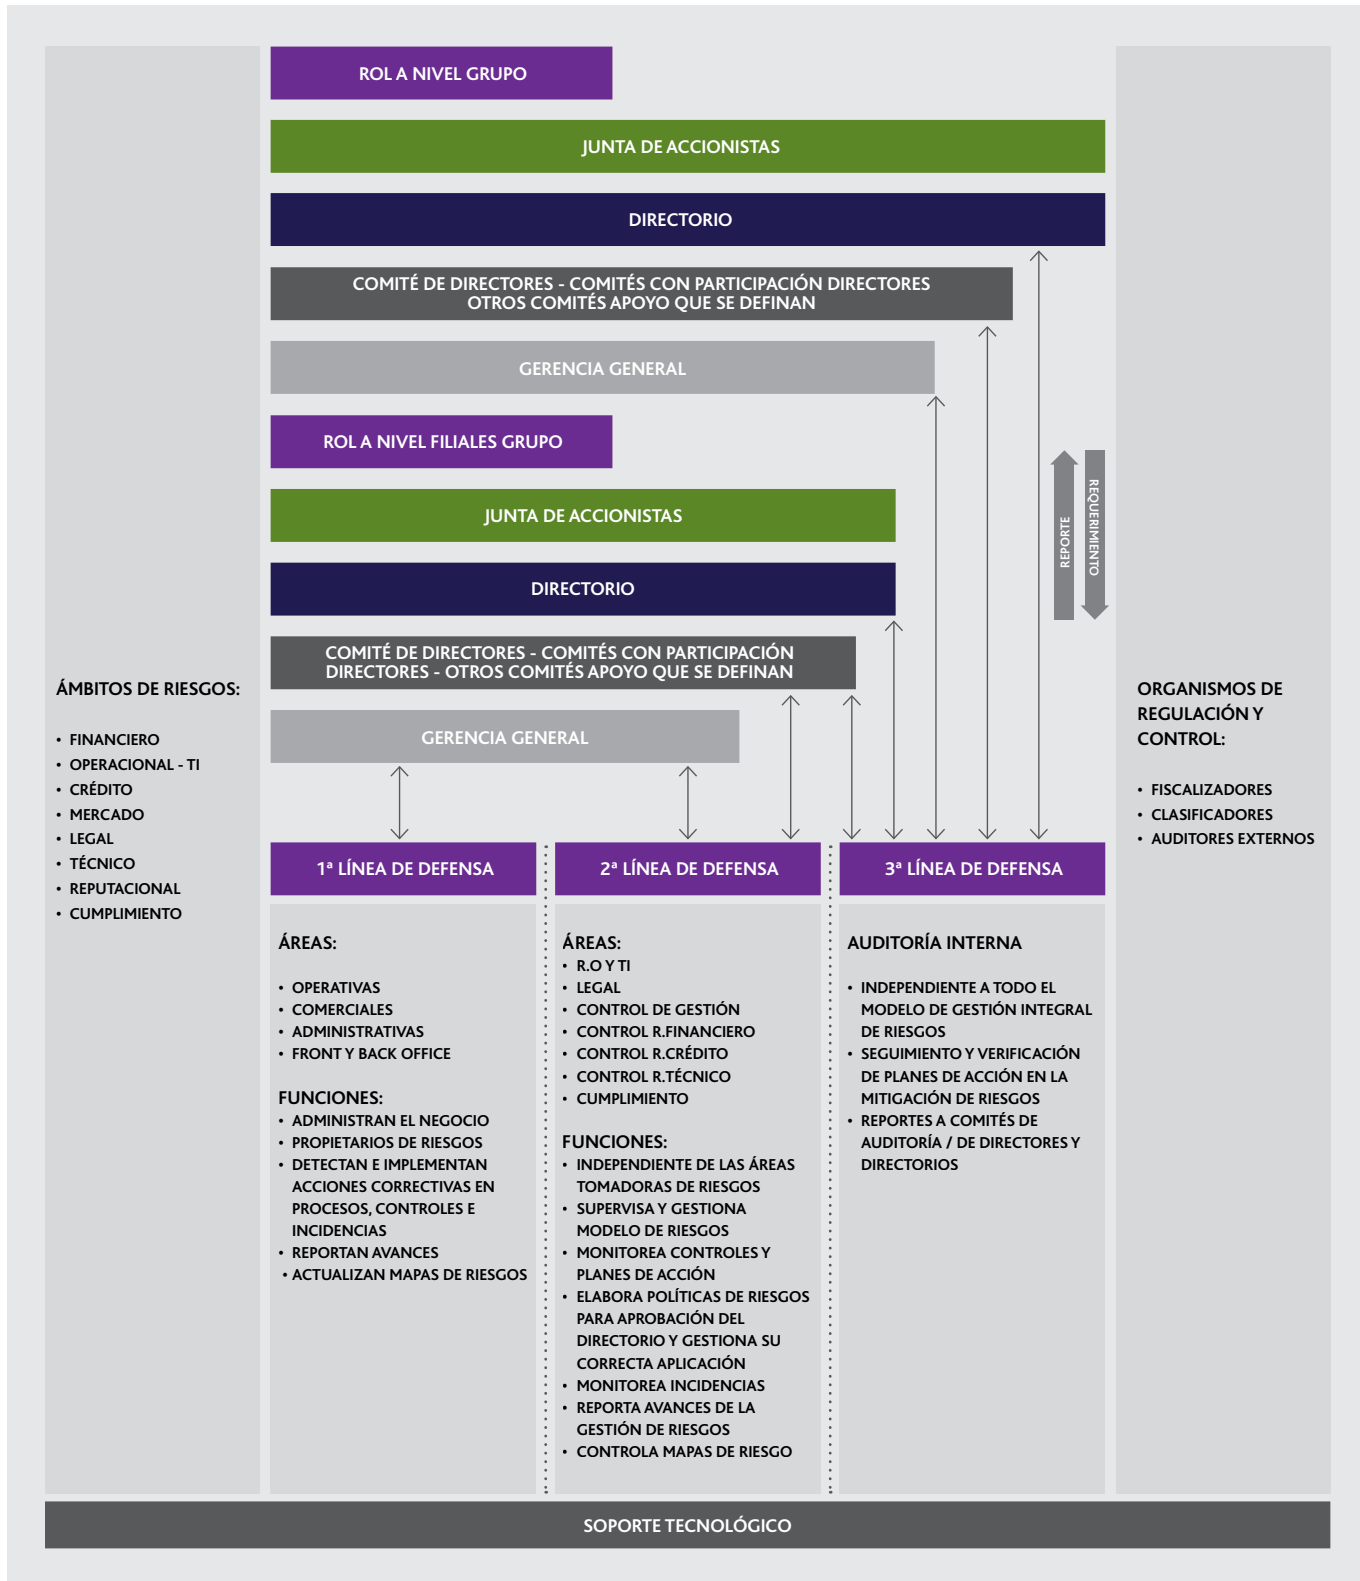 ROL A NIVEL GRUPO
JUNTA DE ACCIONISTAS
DIRECTORIO
COMITÉ DE DIRECTORES - COMITÉS CON PARTICIPACIÓN DIRECTORES
OTROS COMITÉS APOYO QUE SE DEFINAN
GERENCIA GENERAL
ROL A NIVEL FILIALES GRUPO
JUNTA DE ACCIONISTAS
DIRECTORIO
COMITÉ DE DIRECTORES - COMITÉS CON PARTICIPACIÓN
DIRECTORES - OTROS COMITÉS APOYO QUE SE DEFINAN
GERENCIA GENERAL
REPORTE
REQUERIMIENTO
ÁMBITOS DE RIESGOS:
• FINANCIERO
• OPERACIONAL - TI
• CRÉDITO
• MERCADO
• LEGAL
• TÉCNICO
• REPUTACIONAL
• CUMPLIMIENTO
ORGANISMOS DE
REGULACIÓN Y
CONTROL:
• FISCALIZADORES
• CLASIFICADORES
• AUDITORES EXTERNOS
1ª LÍNEA DE DEFENSA
ÁREAS:
• OPERATIVAS
• COMERCIALES
• ADMINISTRATIVAS
• FRONT Y BACK OFFICE
FUNCIONES:
• ADMINISTRAN EL NEGOCIO
• PROPIETARIOS DE RIESGOS
• DETECTAN E IMPLEMENTAN
ACCIONES CORRECTIVAS EN
PROCESOS, CONTROLES E
INCIDENCIAS
• REPORTAN AVANCES
• ACTUALIZAN MAPAS DE RIESGOS
2ª LÍNEA DE DEFENSA
ÁREAS:
• R.O Y TI
• LEGAL
• CONTROL DE GESTIÓN
• CONTROL R.FINANCIERO
• CONTROL R.CRÉDITO
• CONTROL R.TÉCNICO
• CUMPLIMIENTO
FUNCIONES:
• INDEPENDIENTE DE LAS ÁREAS
TOMADORAS DE RIESGOS
• SUPERVISA Y GESTIONA
MODELO DE RIESGOS
• MONITOREA CONTROLES Y
PLANES DE ACCIÓN
• ELABORA POLÍTICAS DE RIESGOS
PARA APROBACIÓN DEL
DIRECTORIO Y GESTIONA SU
CORRECTA APLICACIÓN
• MONITOREA INCIDENCIAS
• REPORTA AVANCES DE LA
GESTIÓN DE RIESGOS
• CONTROLA MAPAS DE RIESGO
3ª LÍNEA DE DEFENSA
AUDITORÍA INTERNA
• INDEPENDIENTE A TODO EL
MODELO DE GESTIÓN INTEGRAL
DE RIESGOS
• SEGUIMIENTO Y VERIFICACIÓN
DE PLANES DE ACCIÓN EN LA
MITIGACIÓN DE RIESGOS
• REPORTES A COMITÉS DE
AUDITORÍA / DE DIRECTORES Y
DIRECTORIOS
SOPORTE TECNOLÓGICO